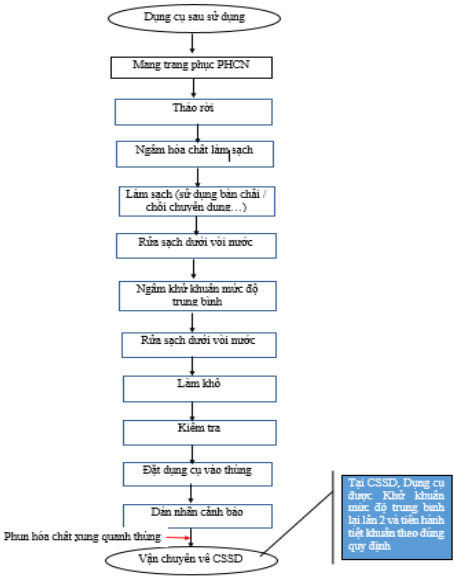 Dụng cụ sau sử dụng
Mang trang phục PHCN
Tháo rời
Ngâm hóa chất làm sạch
Làm sạch (sử dụng bàn chải /
chổi chuyên dụng…)
Rửa sạch dưới vòi nước
Ngâm khử khuẩn mức độ
trung bình
Rửa sạch dưới vòi nước
Làm khô
Kiểm tra
Đặt dụng cụ vào thùng
Dán nhãn cảnh báo
Phun hóa chất xung quanh thùng
Vận chuyển về CSSD
Tại CSSD, Dụng cụ
được Khử khuẩn
mức độ trung bình
lại lần 2 và tiến hành
tiệt khuẩn theo đúng
quy định